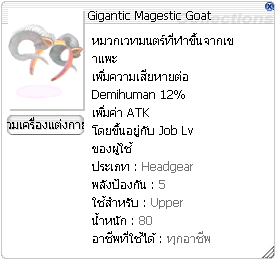 Gigantic Magestic Goat
หมวกเวทมนตร์ที่ทำขึ้นจากเข
าแพะ
เพิ่มความเสียหายต่อ
Demihuman 12%
เพิ่มค่า ATK
โดยขึ้นอยู่กับ Job Lv
ของผู้ใช้
ประเภท : Headgear
พลังป้องกัน : 5
ใช้สำหรับ : Upper
น้ำหนัก : 80
อาชีพที่ใช้ได้ : ทุกอาชีพ
วมเครื่องแต่งกาย